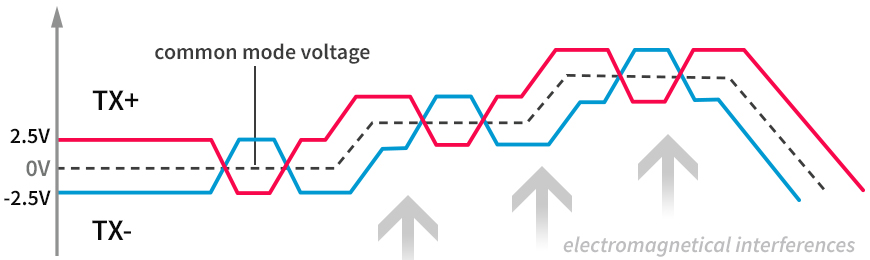 common mode voltage
TX+
2.5V
0V
-2.5V
TX-
electromagnetical interferences